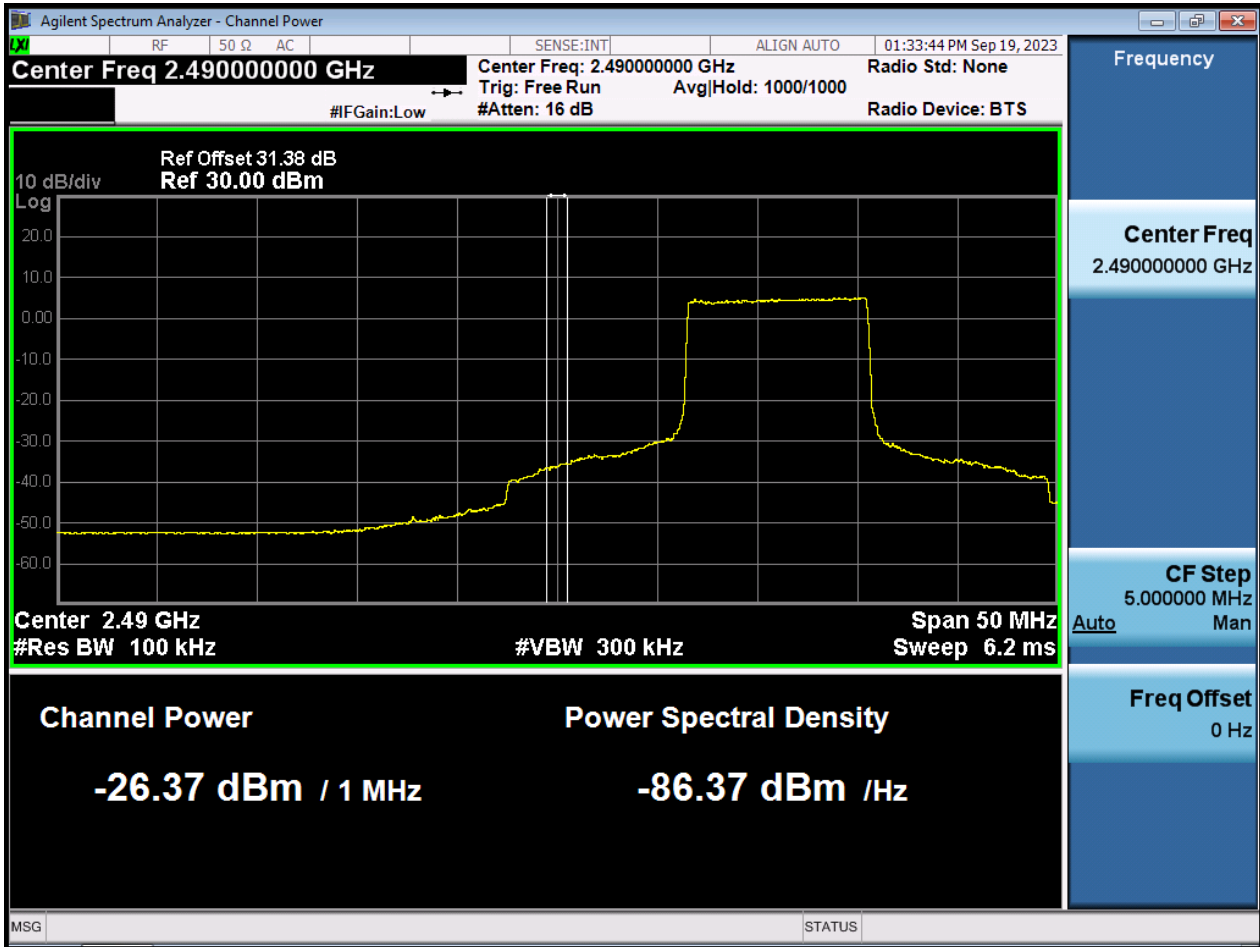 Agilent Spectrum Analyzer - Channel Power
LXI RF 50 Ω AC SENSE:INT ALIGN AUTO 01:33:44 PM Sep 19, 2023
Center Freq 2.490000000 GHz
#IFGain:Low
Center Freq: 2.490000000 GHz
Trig: Free Run Avg|Hold: 1000/1000
#Atten: 16 dB
Radio Std: None
Radio Device: BTS
Ref Offset 31.38 dB
10 dB/div Ref 30.00 dBm
Log
20.0
10.0
0.00
-10.0
-20.0
-30.0
-40.0
-50.0
-60.0
Center 2.49 GHz Span 50 MHz
#Res BW 100 kHz #VBW 300 kHz Sweep 6.2 ms
Channel Power Power Spectral Density
-26.37 dBm / 1 MHz -86.37 dBm /Hz
Frequency
Center Freq
2.490000000 GHz
CF Step
5.000000 MHz
Auto Man
Freq Offset
0 Hz
MSG STATUS